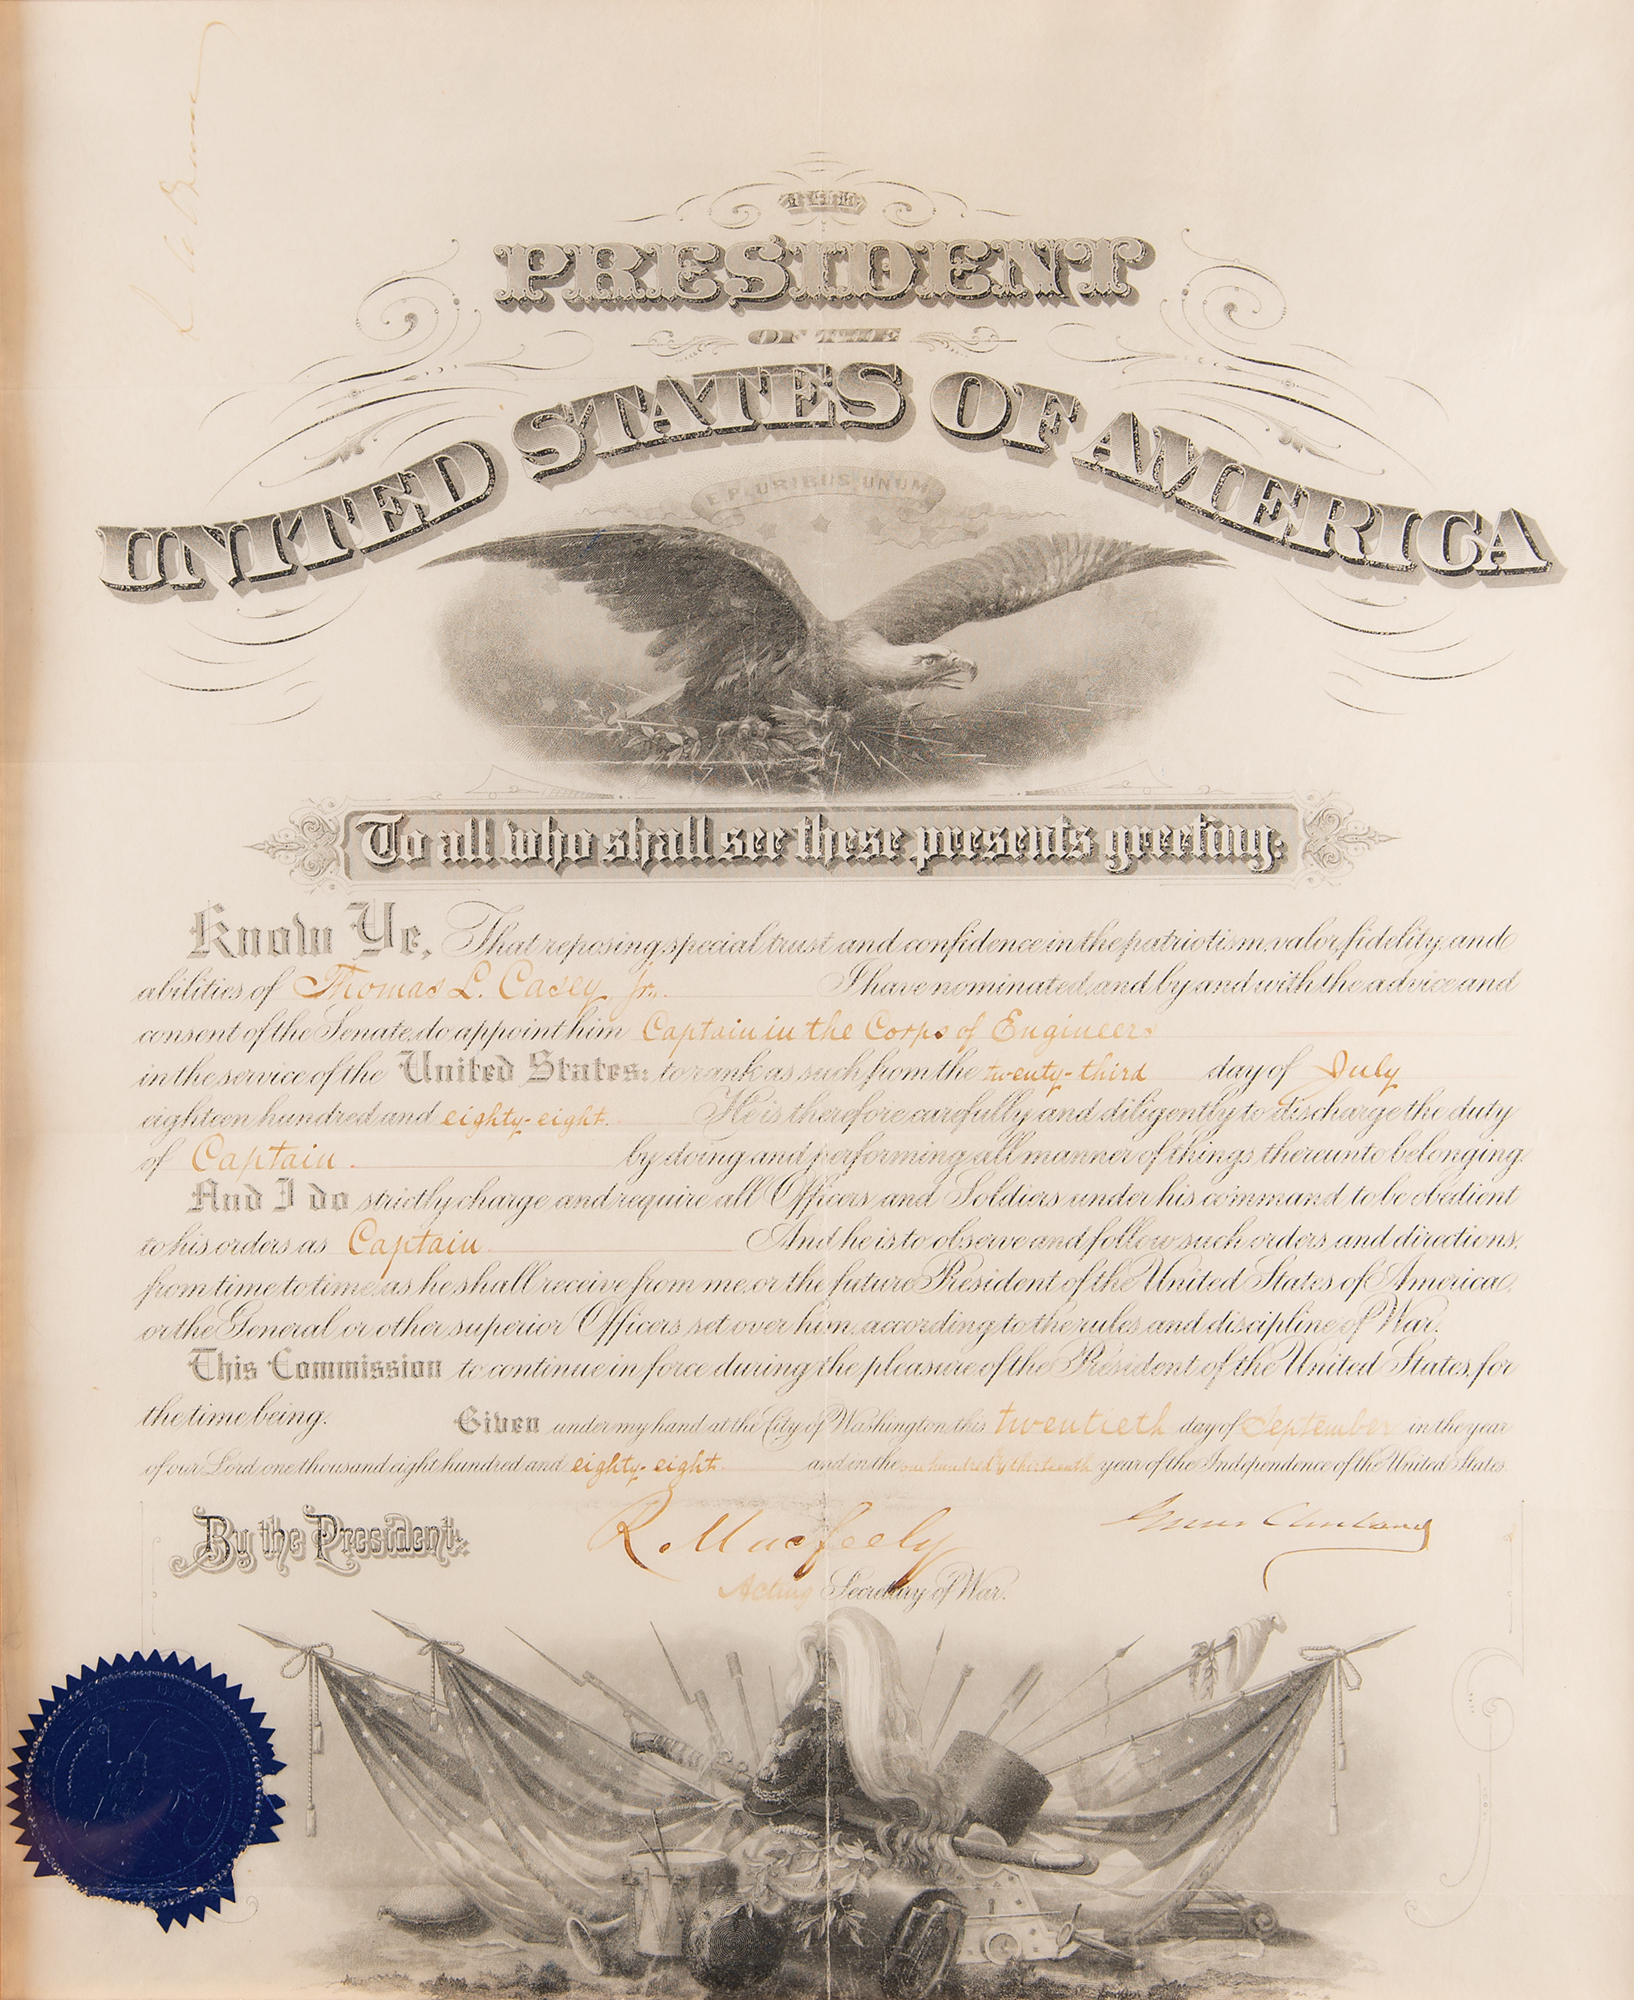 THE
PRESIDENT
OF THE
UNITED STATES OF AMERICA
E PLURIBUS UNUM
To all who shall see these presents greeting:
Know Ye, That reposing special trust and confidence in the patriotism, valor, fidelity, and
abilities of Thomas L. Casey Jr., I have nominated, and by and with the advice and
consent of the Senate, do appoint him Captain in the Corps of Engineers
in the service of the United States: to rank as such from the twenty-third day of July
eighteen hundred and eighty-eight. He is therefore carefully and diligently to discharge the duty
of Captain by doing and performing all manner of things thereunto belonging.
And I do strictly charge and require all Officers and Soldiers under his command to be obedient
to his orders as Captain And he is to observe and follow such orders, and directions,
from time to time, as he shall receive from me, or the future President of the United States of America,
or the General or other superior Officers set over him, according to the rules and discipline of War.
This Commission to continue in force during the pleasure of the President of the United States, for
the time being. Given under my hand at the City of Washington, this twentieth day of September in the year
of our Lord one thousand eight hundred and eighty-eight and in the one hundred & thirteenth year of the Independence of the United States.
By the President:
R. Macfeely
Grover Cleveland
Acting Secretary of War.